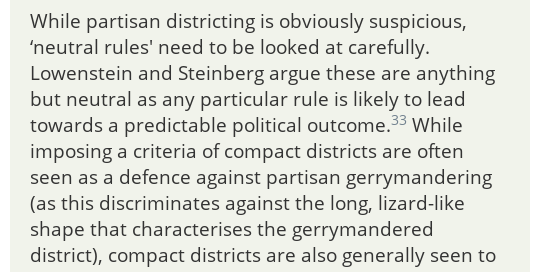 While partisan districting is obviously suspicious,
‘neutral rules' need to be looked at carefully.
Lowenstein and Steinberg argue these are anything
but neutral as any particular rule is likely to lead
towards a predictable political outcome.33 While
imposing a criteria of compact districts are often
seen as a defence against partisan gerrymandering
(as this discriminates against the long, lizard-like
shape that characterises the gerrymandered
district), compact districts are also generally seen to